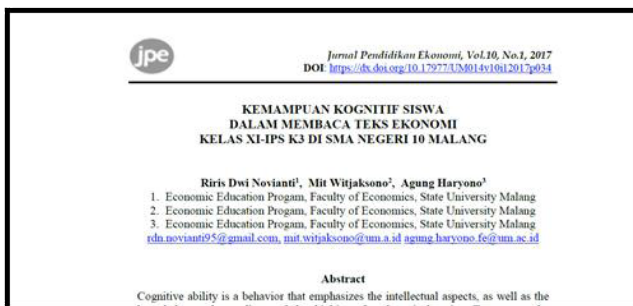 jpe
Jurnal Pendidikan Ekonomi, Vol.10, No.1, 2017
DOI: https://dx.doi.org/10.17977/UM014v10i12017p034
KEMAMPUAN KOGNITIF SISWA
DALAM MEMBACA TEKS EKONOMI
KELAS XI-IPS K3 DI SMA NEGERI 10 MALANG
Riris Dwi Novianti¹, Mit Witjaksono², Agung Haryono³
1. Economic Education Progam, Faculty of Economics, State University Malang
2. Economic Education Progam, Faculty of Economics, State University Malang
3. Economic Education Progam, Faculty of Economics, State University Malang
rdn.novianti95@gmail.com, mit.witjaksono@um.a.id agung.haryono.fe@um.ac.id
Abstract
Cognitive ability is a behavior that emphasizes the intellectual aspects, as well as the